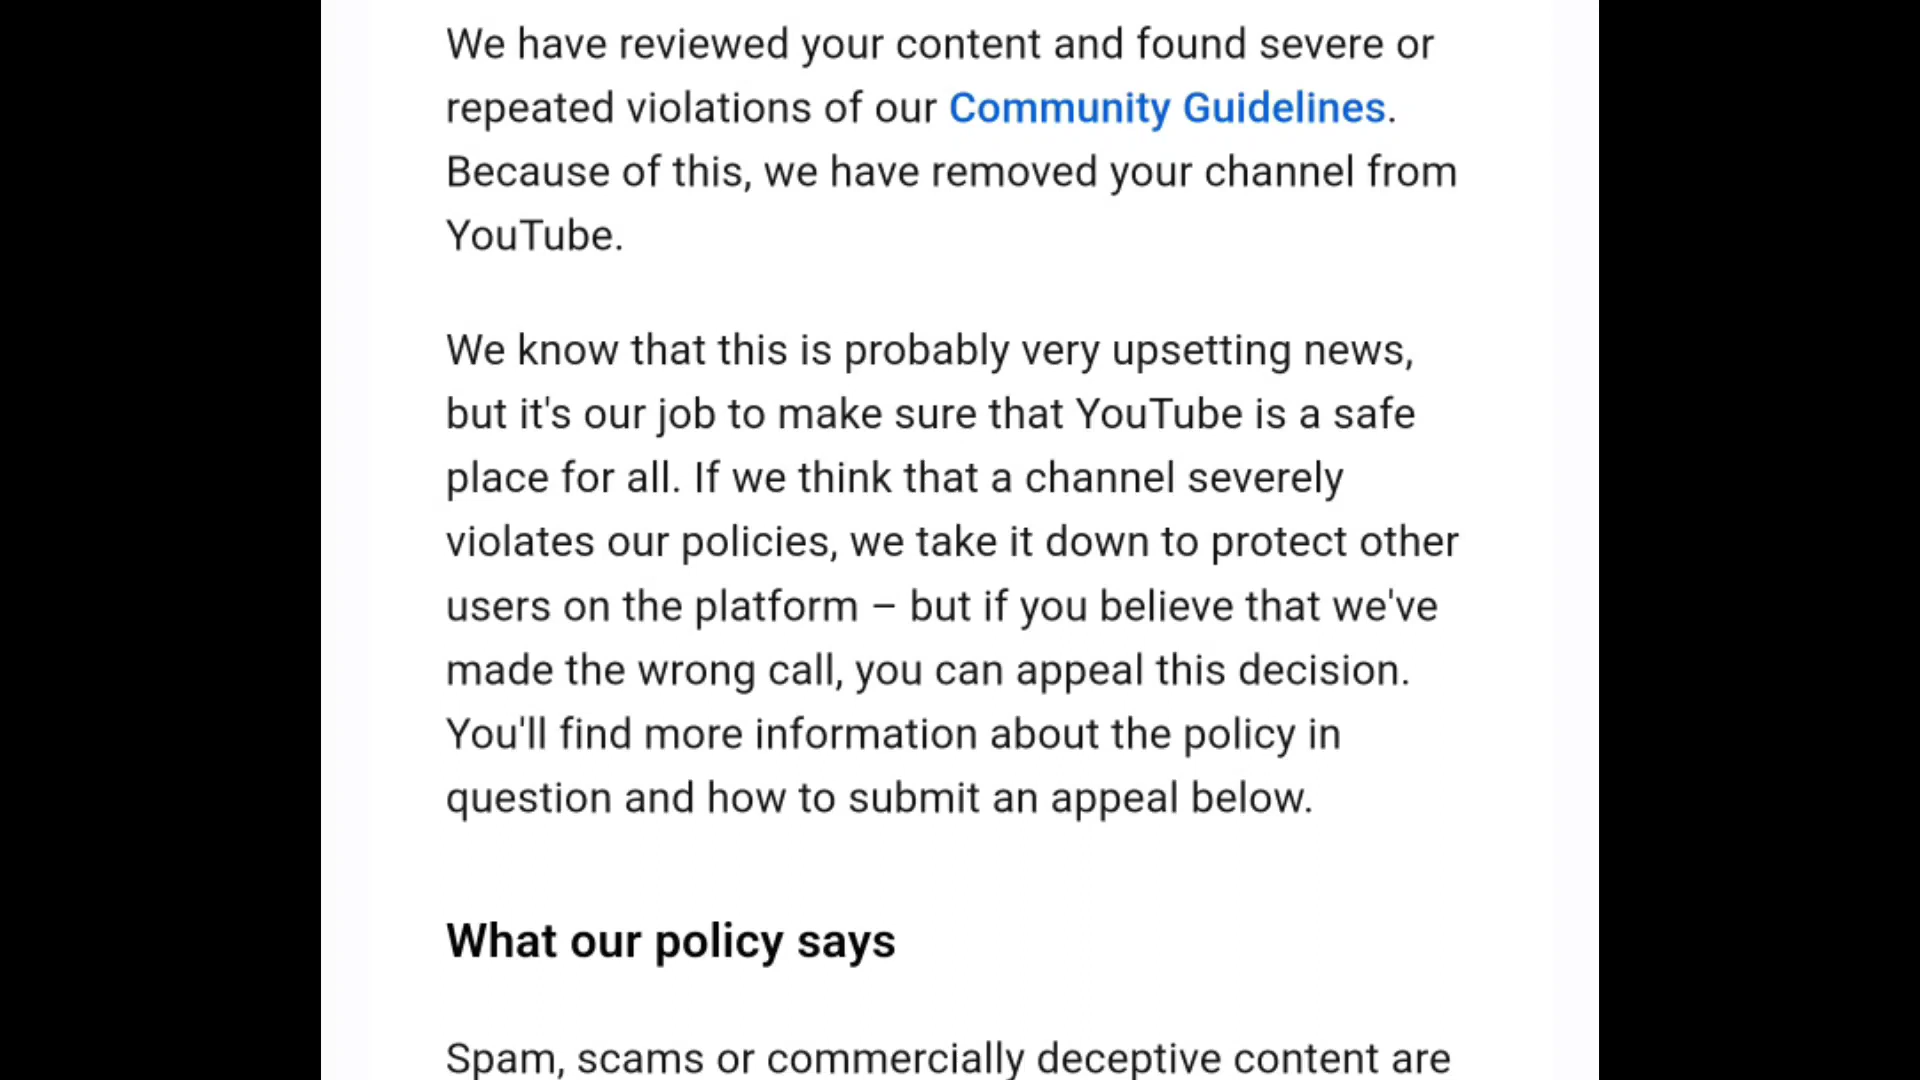 We have reviewed your content and found severe or
repeated violations of our Community Guidelines.
Because of this, we have removed your channel from
YouTube.
We know that this is probably very upsetting news,
but it's our job to make sure that YouTube is a safe
place for all. If we think that a channel severely
violates our policies, we take it down to protect other
users on the platform – but if you believe that we've
made the wrong call, you can appeal this decision.
You'll find more information about the policy in
question and how to submit an appeal below.
What our policy says
Spam, scams or commercially deceptive content are